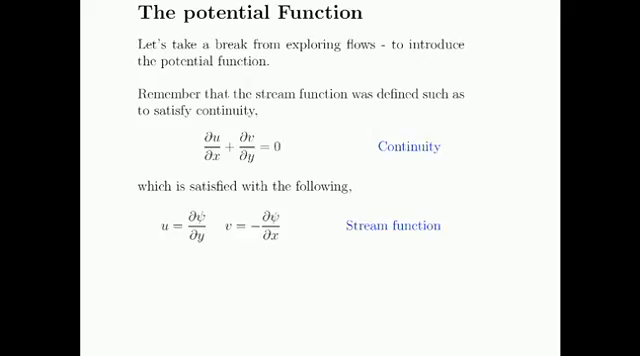 The potential Function
Let's take a break from exploring flows - to introduce
the potential function.
Remember that the stream function was defined such as
to satisfy continuity,
∂u/∂x + ∂v/∂y = 0 Continuity
which is satisfied with the following,
u = ∂ψ/∂y v = −∂ψ/∂x Stream function